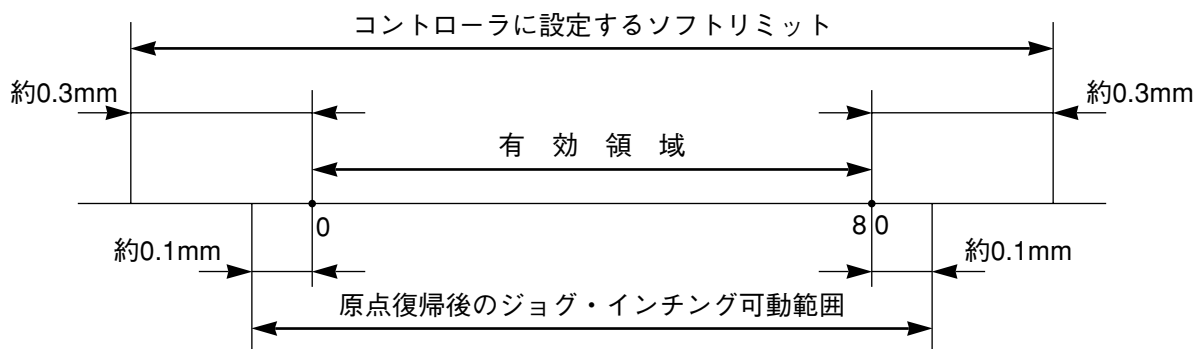 コントローラに設定するソフトリミット
約0.3mm 約0.3mm
有 効 領 域
0 80
約0.1mm 約0.1mm
原点復帰後のジョグ・インチング可動範囲